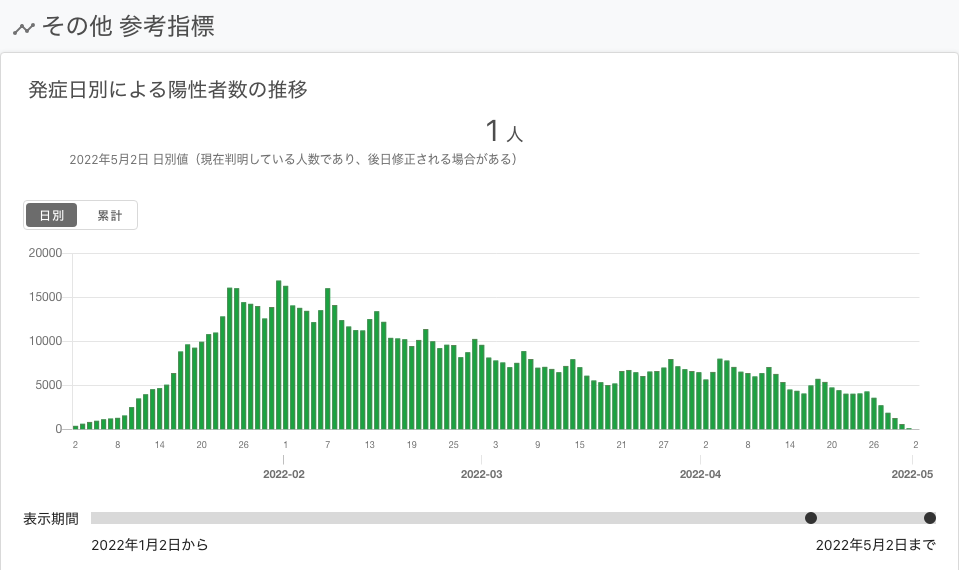 その他 参考指標
発症日別による陽性者数の推移
1 人
2022年5月2日 日別値（現在判明している人数であり、後日修正される場合がある）
日別 累計
20000
15000
10000
5000
0
2 8 14 20 26 1 7 13 19 25 3 9 15 21 27 2 8 14 20 26 2
2022-02 2022-03 2022-04 2022-05
表示期間
2022年1月2日から 2022年5月2日まで